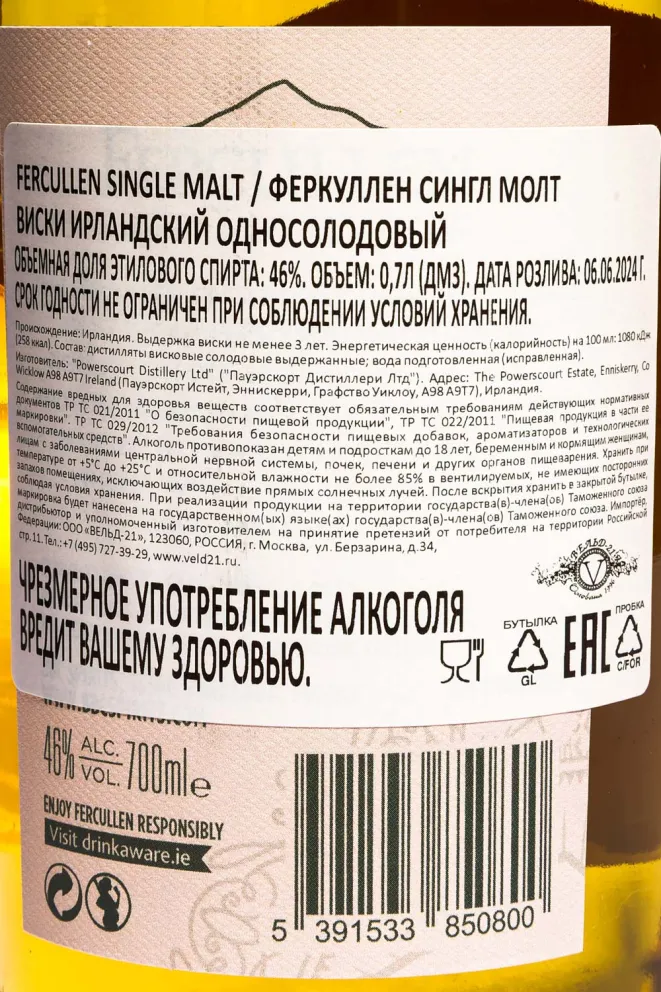 FERCULLEN SINGLE MALT / ФЕРКУЛЛЕН СИНГЛ МОЛТ
ВИСКИ ИРЛАНДСКИЙ ОДНОСОЛОДОВЫЙ
ОБЪЕМНАЯ ДОЛЯ ЭТИЛОВОГО СПИРТА: 46%. ОБЪЕМ: 0,7Л (ДМ3). ДАТА РОЗЛИВА: 06.06.2024 Г.
СРОК ГОДНОСТИ НЕ ОГРАНИЧЕН ПРИ СОБЛЮДЕНИИ УСЛОВИЙ ХРАНЕНИЯ.
Происхождение: Ирландия. Выдержка виски не менее 3 лет. Энергетическая ценность (калорийность) на 100 мл: 1080 кДж
(258 ккал). Состав: дистилляты висковые солодовые выдержанные; вода подготовленная (исправленная).
Изготовитель: "Powerscourt Distillery Ltd" ("Пауэрскорт Дистиллери Лтд"). Адрес: The Powerscourt Estate, Enniskerry, Co
Wicklow A98 A9T7 Ireland (Пауэрскорт Истейт, Эннискерри, Графство Уиклоу, A98 A9T7), Ирландия.
Содержание вредных для здоровья веществ соответствует обязательным требованиям действующих нормативных
документов ТР ТС 021/2011 "О безопасности пищевой продукции", ТР ТС 022/2011 "Пищевая продукция в части ее
маркировки", ТР ТС 029/2012 "Требования безопасности пищевых добавок, ароматизаторов и технологических
вспомогательных средств". Алкоголь противопоказан детям и подросткам до 18 лет, беременным и кормящим женщинам,
лицам с заболеваниями центральной нервной системы, почек, печени и других органов пищеварения. Хранить при
температуре от +5°C до +25°C и относительной влажности не более 85% в вентилируемых, не имеющих посторонних
запахов помещениях, исключающих воздействие прямых солнечных лучей. После вскрытия хранить в закрытой бутылке,
соблюдая условия хранения. При реализации продукции на территории государства(в)-члена(ов) Таможенного союза
маркировка будет нанесена на государственном(ых) языке(ах) государства(в)-члена(ов) Таможенного союза. Импортёр,
дистрибьютор и уполномоченный изготовителем на принятие претензий от потребителя на территории Российской
Федерации: ООО «ВЕЛЬД-21», 123060, РОССИЯ, г. Москва, ул. Берзарина, д.34,
стр.11.Тел.:+7 (495) 727-39-29, www.veld21.ru.
ВЕЛЬД-21
V
Основана 1996
ЧРЕЗМЕРНОЕ УПОТРЕБЛЕНИЕ АЛКОГОЛЯ
ВРЕДИТ ВАШЕМУ ЗДОРОВЬЮ.
БУТЫЛКА
GL
EAC
ПРОБКА
C/FOR
46% ALC. VOL. 700ml e
ENJOY FERCULLEN RESPONSIBLY
Visit drinkaware.ie
5 391533 850800